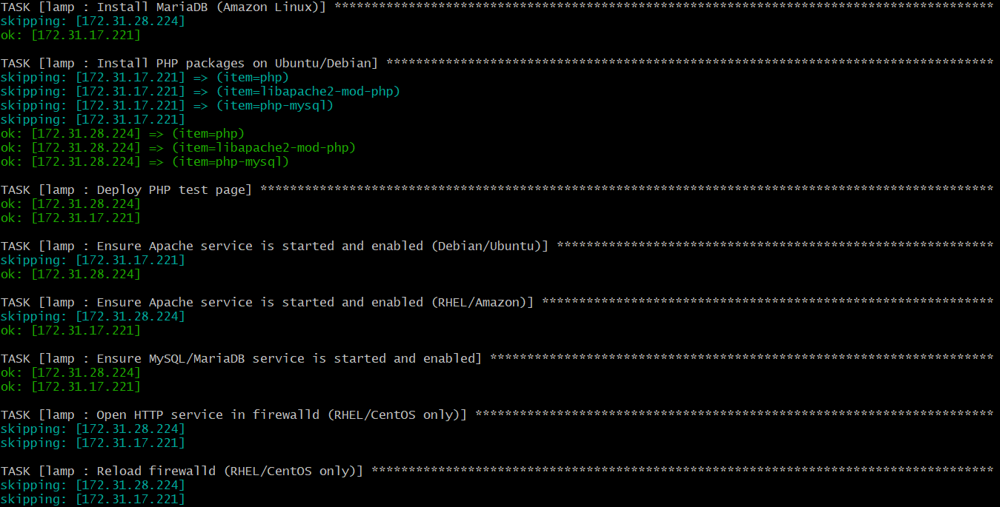 TASK [lamp : Install MariaDB (Amazon Linux)] *****************************************************************************************
skipping: [172.31.28.224]
ok: [172.31.17.221]
TASK [lamp : Install PHP packages on Ubuntu/Debian] **********************************************************************************
skipping: [172.31.17.221] => (item=php)
skipping: [172.31.17.221] => (item=libapache2-mod-php)
skipping: [172.31.17.221] => (item=php-mysql)
skipping: [172.31.17.221]
ok: [172.31.28.224] => (item=php)
ok: [172.31.28.224] => (item=libapache2-mod-php)
ok: [172.31.28.224] => (item=php-mysql)
TASK [lamp : Deploy PHP test page] ***************************************************************************************************
ok: [172.31.28.224]
ok: [172.31.17.221]
TASK [lamp : Ensure Apache service is started and enabled (Debian/Ubuntu)] ***********************************************************
skipping: [172.31.17.221]
ok: [172.31.28.224]
TASK [lamp : Ensure Apache service is started and enabled (RHEL/Amazon)] *************************************************************
skipping: [172.31.28.224]
ok: [172.31.17.221]
TASK [lamp : Ensure MySQL/MariaDB service is started and enabled] ********************************************************************
ok: [172.31.28.224]
ok: [172.31.17.221]
TASK [lamp : Open HTTP service in firewalld (RHEL/CentOS only)] **********************************************************************
skipping: [172.31.28.224]
skipping: [172.31.17.221]
TASK [lamp : Reload firewalld (RHEL/CentOS only)] ************************************************************************************
skipping: [172.31.28.224]
skipping: [172.31.17.221]